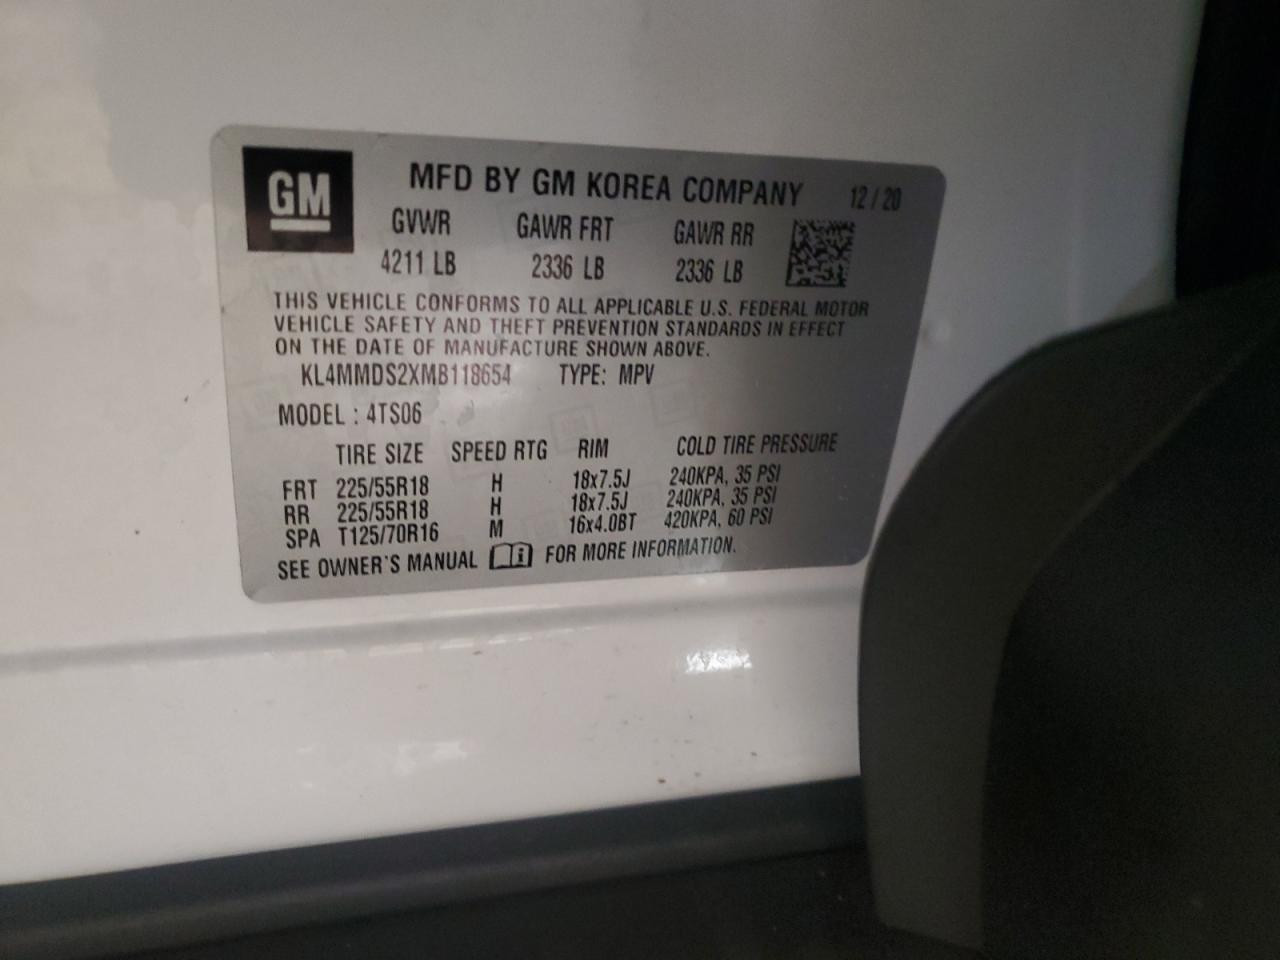 GM
MFD BY GM KOREA COMPANY 12 / 20
GVWR GAWR FRT GAWR RR
4211 LB 2336 LB 2336 LB
THIS VEHICLE CONFORMS TO ALL APPLICABLE U.S. FEDERAL MOTOR
VEHICLE SAFETY AND THEFT PREVENTION STANDARDS IN EFFECT
ON THE DATE OF MANUFACTURE SHOWN ABOVE.
KL4MMDS2XMB118654 TYPE: MPV
MODEL : 4TS06
TIRE SIZE SPEED RTG RIM COLD TIRE PRESSURE
FRT 225/55R18 H 18x7.5J 240KPA, 35 PSI
RR 225/55R18 H 18x7.5J 240KPA, 35 PSI
SPA T125/70R16 M 16x4.0BT 420KPA, 60 PSI
SEE OWNER'S MANUAL FOR MORE INFORMATION.